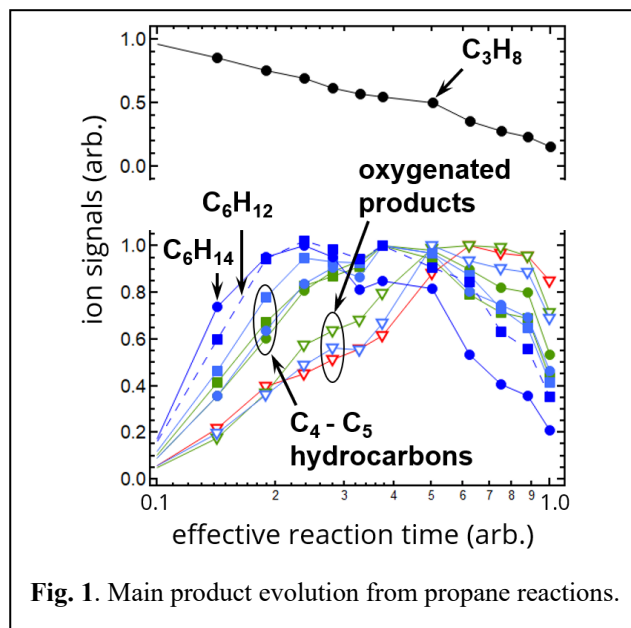 1.0
C₃H₈
0.5
0.0
oxygenated
products
C₆H₁₂
C₆H₁₄
ion signals (arb.)
1.0
0.8
0.6
0.4
0.2
0.0
C₄ - C₅
hydrocarbons
0.1 2 3 4 5 6 7 8 9 1.0
effective reaction time (arb.)
Fig. 1. Main product evolution from propane reactions.